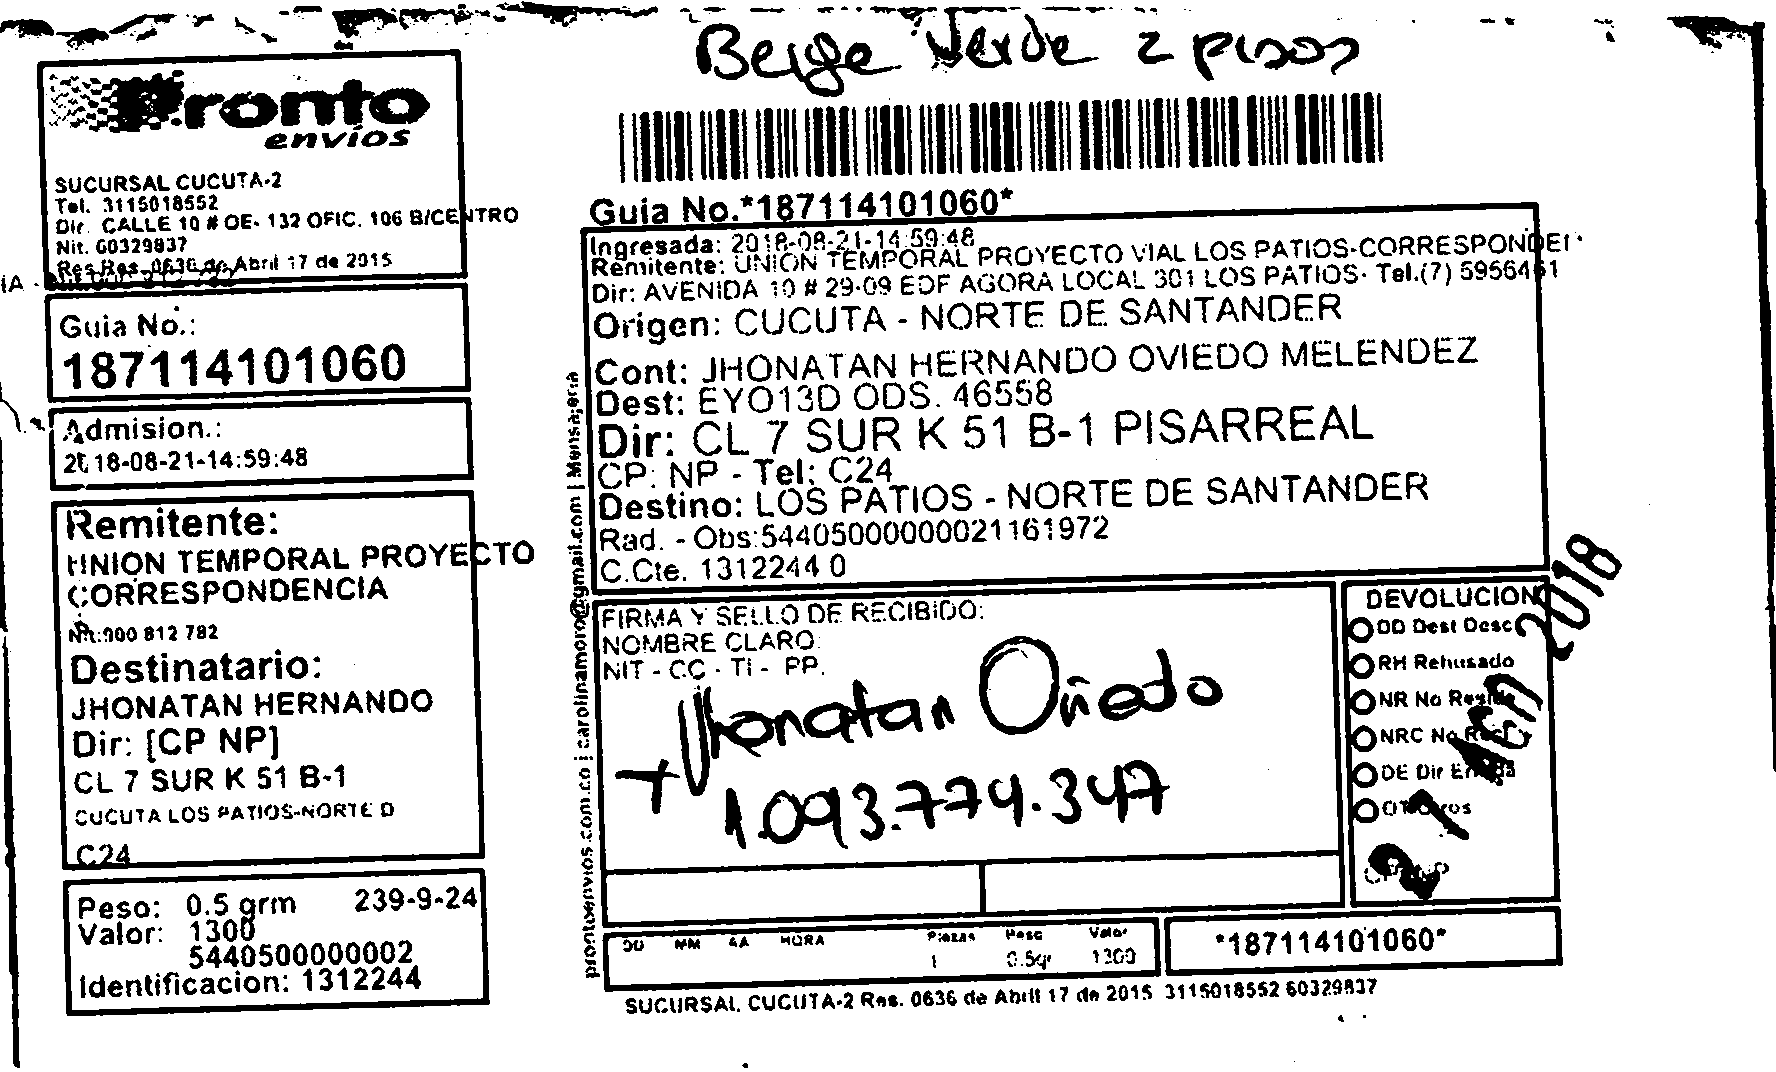 Beige Verde 2 pisos
Pronto
envíos
SUCURSAL CUCUTA-2
Tel. 3115018552
Dir. CALLE 10 # OE- 132 OFIC. 106 B/CENTRO
Nit. 60329837
Res.Res. 0636 de Abril 17 de 2015
Guia No.:
187114101060
Admision.:
2018-08-21-14:59:48
Remitente:
UNION TEMPORAL PROYECTO
CORRESPONDENCIA
Nit:900 812 782
Destinatario:
JHONATAN HERNANDO
Dir: [CP NP]
CL 7 SUR K 51 B-1
CUCUTA LOS PATIOS-NORTE D
C24
Peso: 0.5 grm 239-9-24
Valor: 1300
5440500000002
Identificacion: 1312244
prontoenvios.com.co | carolinamoro@gmail.com | Mensajería
Guia No.*187114101060*
Ingresada: 2018-08-21-14:59:48
Remitente: UNION TEMPORAL PROYECTO VIAL LOS PATIOS-CORRESPONDEI
Dir: AVENIDA 10 # 29-09 EDF AGORA LOCAL 301 LOS PATIOS- Tel.(7) 5956461
Origen: CUCUTA - NORTE DE SANTANDER
Cont: JHONATAN HERNANDO OVIEDO MELENDEZ
Dest: EYO13D ODS. 46558
Dir: CL 7 SUR K 51 B-1 PISARREAL
CP: NP - Tel: C24
Destino: LOS PATIOS - NORTE DE SANTANDER
Rad. - Obs:54405000000021161972
C.Cte. 1312244 0
FIRMA Y SELLO DE RECIBIDO:
NOMBRE CLARO:
NIT - CC - TI - PP.
Jhonatan Oviedo
+ 1.093.774.347
DEVOLUCION
DD Dest Desc
RH Rehusado
NR No Reside
NRC No Recl
DE Dir Errada
OT Otros
21 AGO 2018
DD MM AA HORA Piezas Peso Valor
1 0.5gr 1300
*187114101060*
SUCURSAL CUCUTA-2 Res. 0636 de Abril 17 de 2015 3115018552 60329837